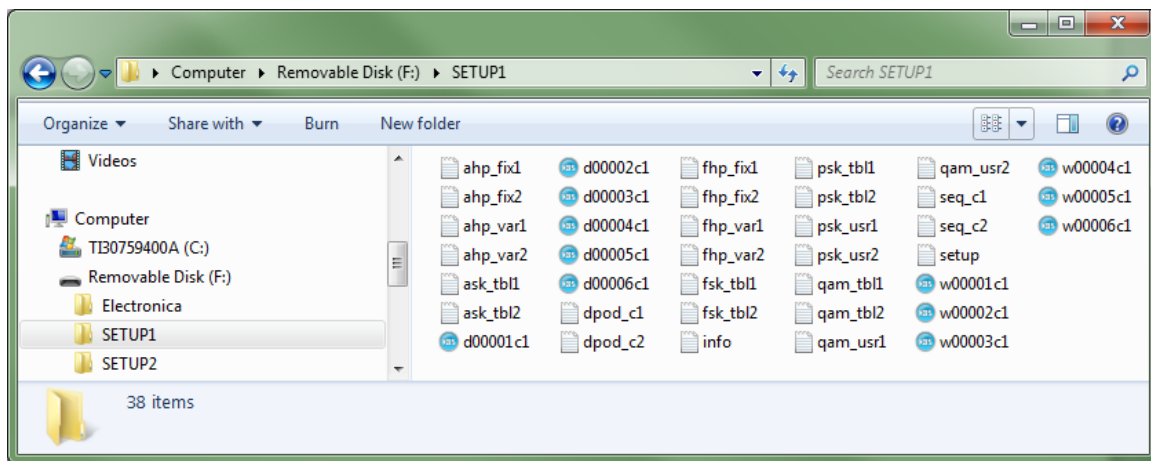 Computer Removable Disk (F:) SETUP1
Search SETUP1
Organize Share with Burn New folder
Videos
Computer
TI30759400A (C:)
Removable Disk (F:)
Electronica
SETUP1
SETUP2
ahp_fix1 d00002c1 fhp_fix1 psk_tbl1 qam_usr2 w00004c1
ahp_fix2 d00003c1 fhp_fix2 psk_tbl2 seq_c1 w00005c1
ahp_var1 d00004c1 fhp_var1 psk_usr1 seq_c2 w00006c1
ahp_var2 d00005c1 fhp_var2 psk_usr2 setup
ask_tbl1 d00006c1 fsk_tbl1 qam_tbl1 w00001c1
ask_tbl2 dpod_c1 fsk_tbl2 qam_tbl2 w00002c1
d00001c1 dpod_c2 info qam_usr1 w00003c1
38 items